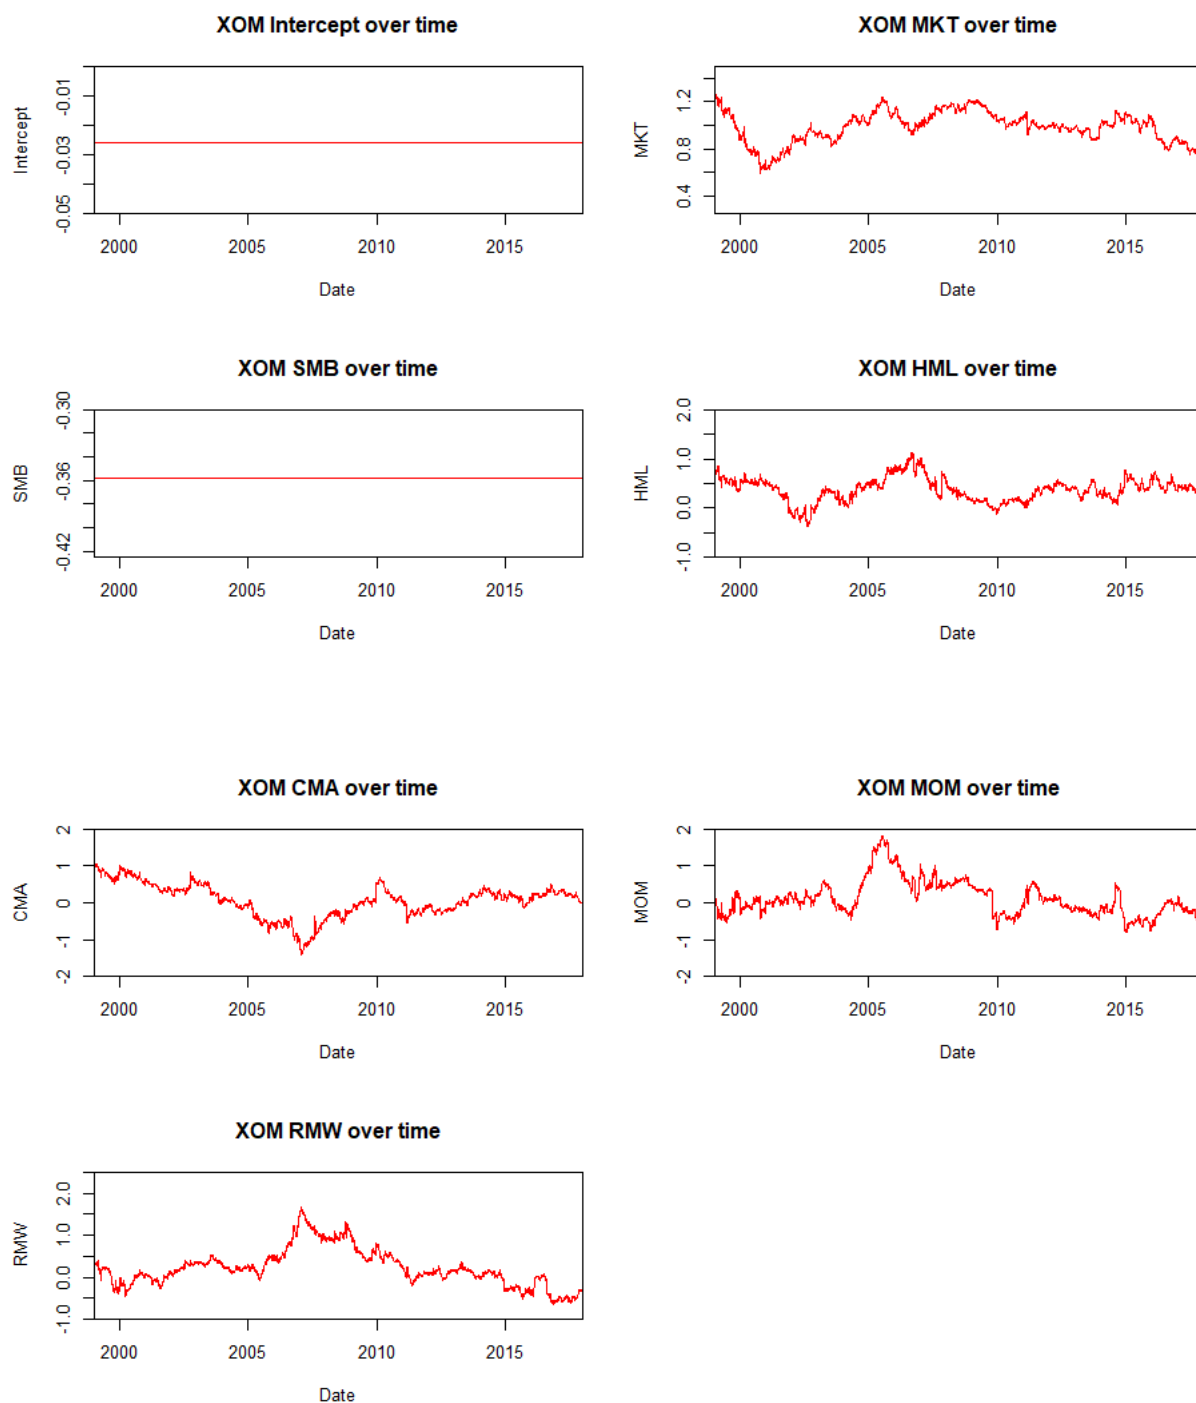 XOM Intercept over time
Intercept
-0.01
-0.03
-0.05
2000 2005 2010 2015
Date
XOM MKT over time
MKT
1.2
0.8
0.4
2000 2005 2010 2015
Date
XOM SMB over time
SMB
-0.30
-0.36
-0.42
2000 2005 2010 2015
Date
XOM HML over time
HML
2.0
1.0
0.0
-1.0
2000 2005 2010 2015
Date
XOM CMA over time
CMA
2
1
0
-1
-2
2000 2005 2010 2015
Date
XOM MOM over time
MOM
2
1
0
-1
-2
2000 2005 2010 2015
Date
XOM RMW over time
RMW
2.0
1.0
0.0
-1.0
2000 2005 2010 2015
Date